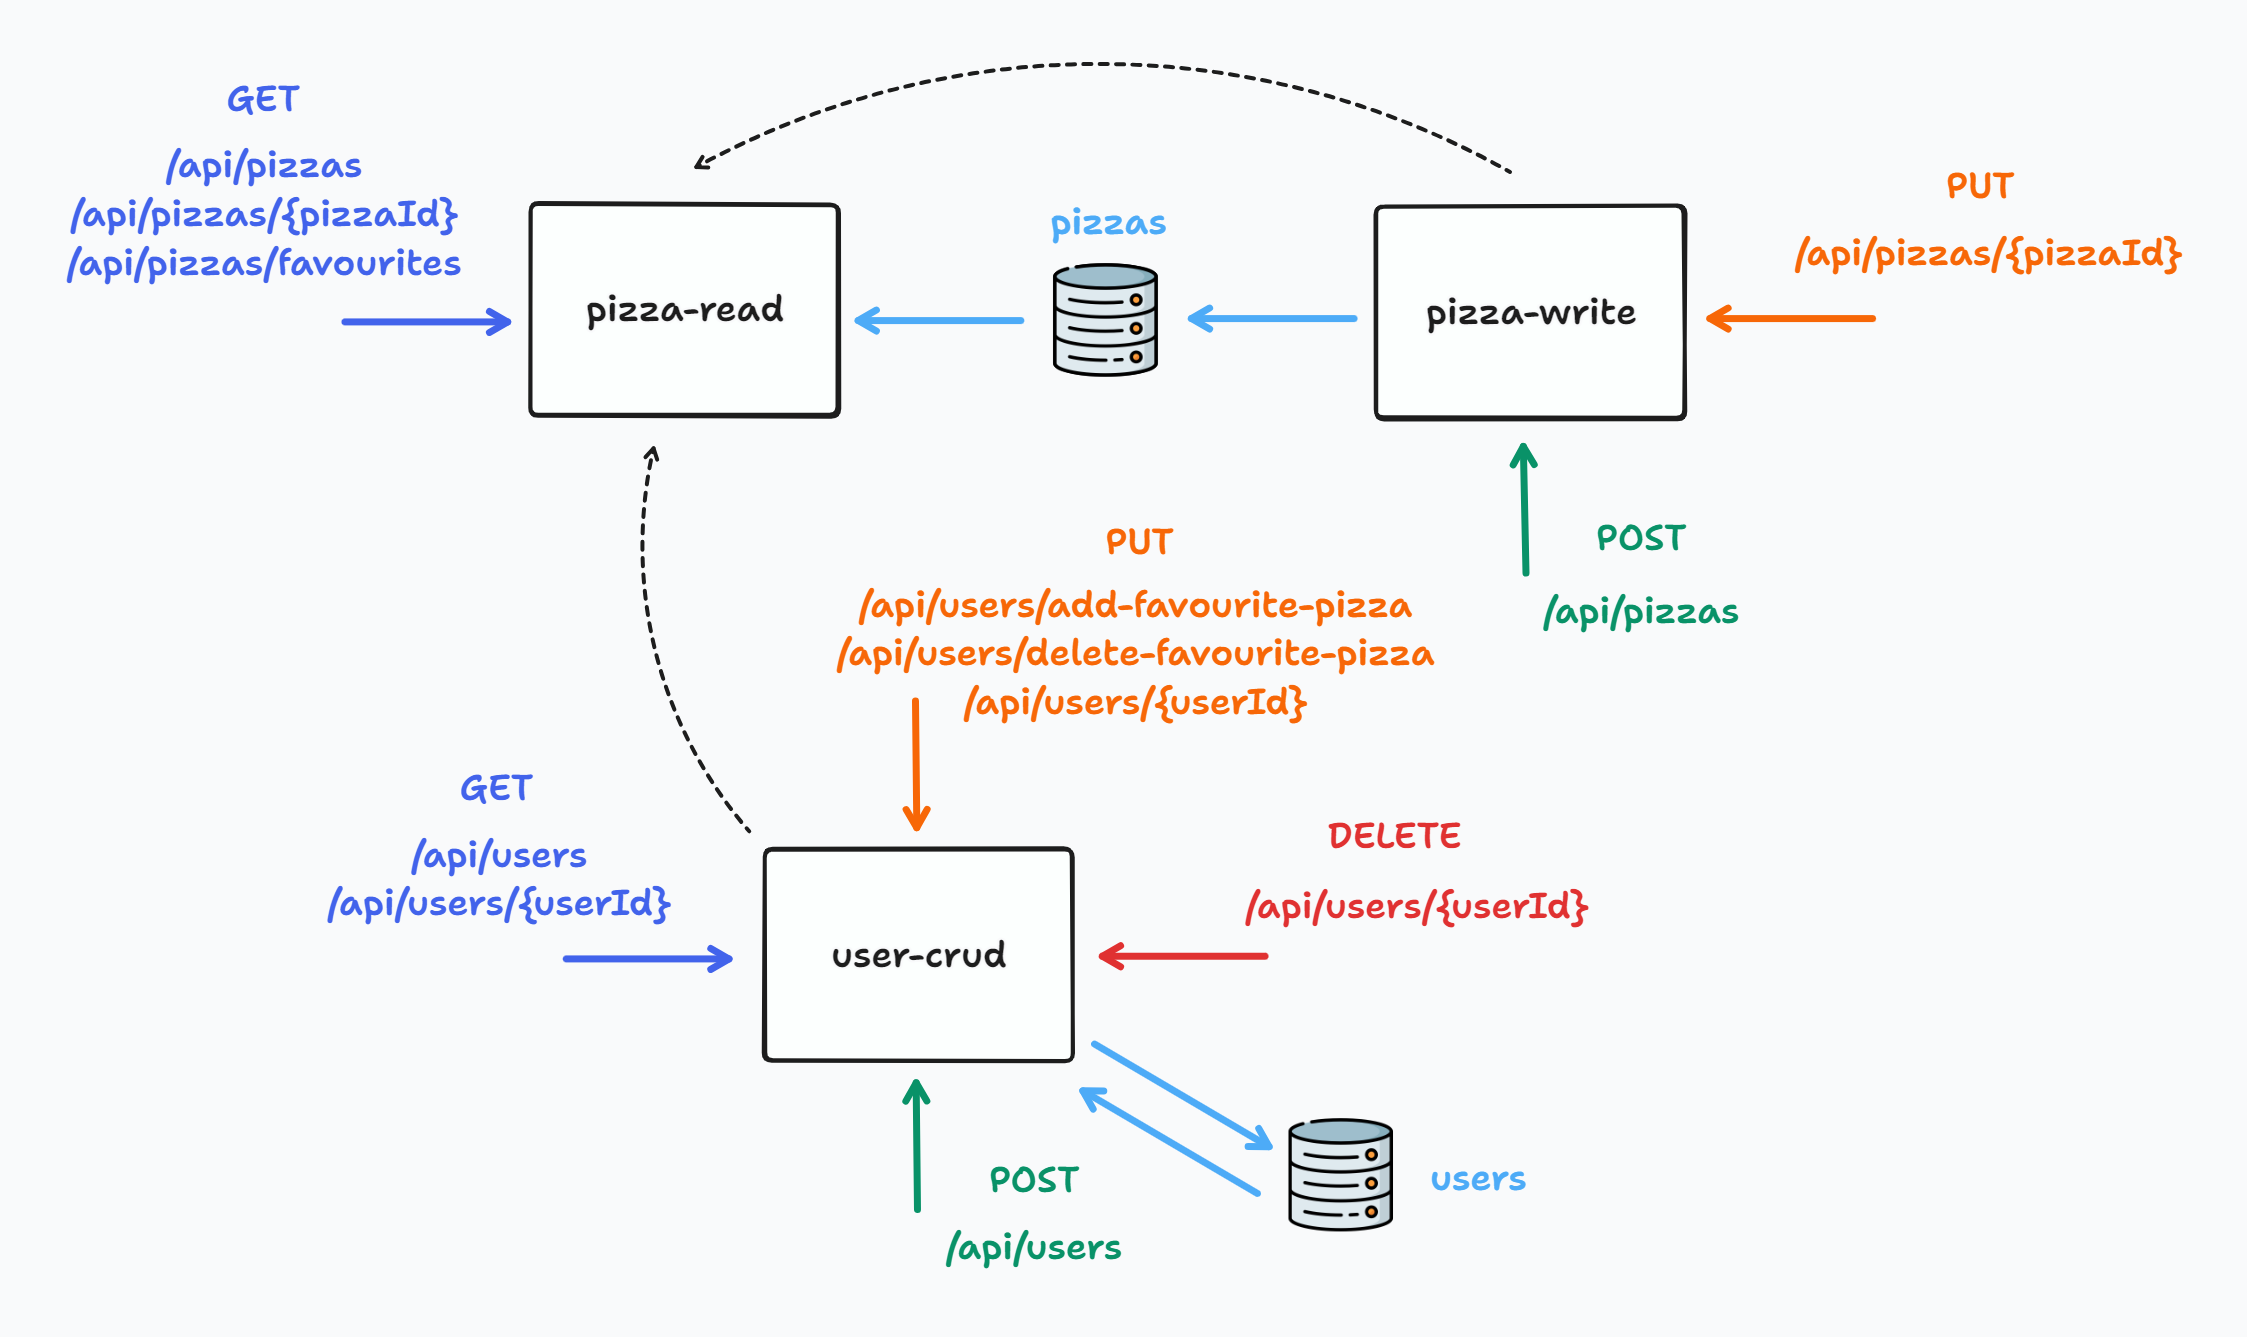 GET
/api/pizzas
/api/pizzas/{pizzaId}
/api/pizzas/favourites
pizza-read
pizzas
pizza-write
PUT
/api/pizzas/{pizzaId}
POST
/api/pizzas
PUT
/api/users/add-favourite-pizza
/api/users/delete-favourite-pizza
/api/users/{userId}
GET
/api/users
/api/users/{userId}
user-crud
DELETE
/api/users/{userId}
POST
/api/users
users